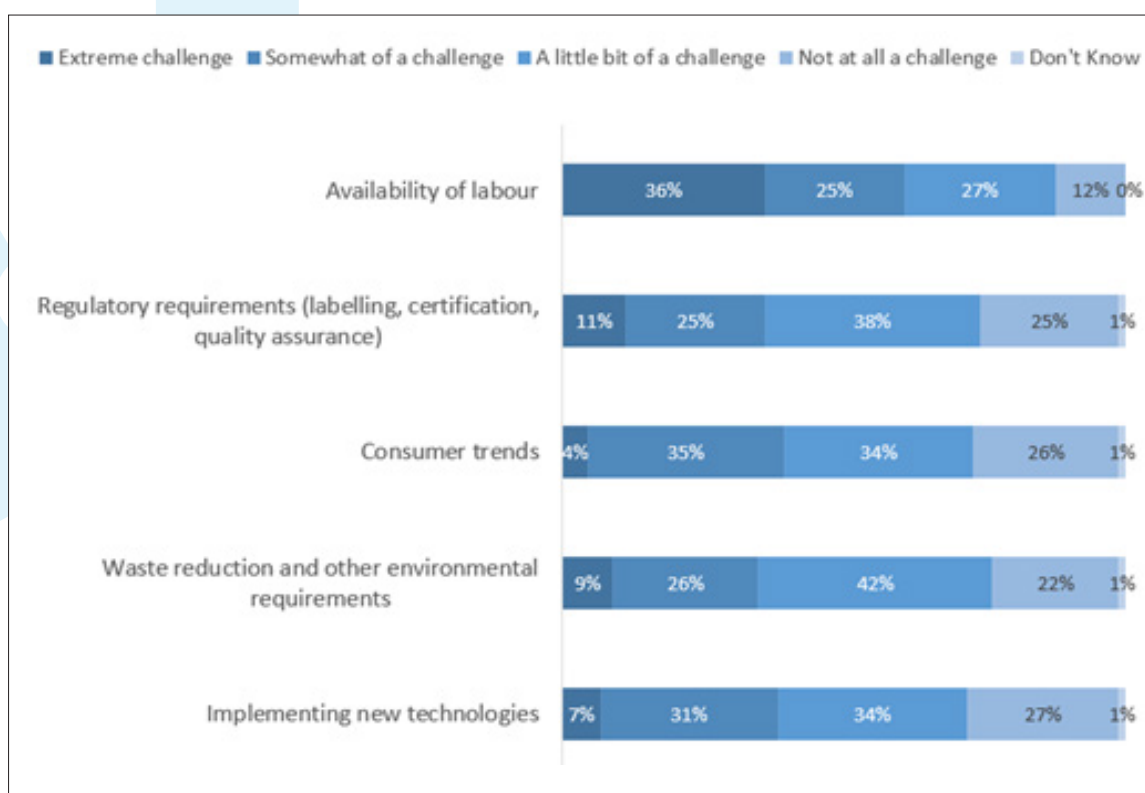 Extreme challenge Somewhat of a challenge A little bit of a challenge Not at all a challenge Don't Know
Availability of labour 36% 25% 27% 12% 0%
Regulatory requirements (labelling, certification,
quality assurance) 11% 25% 38% 25% 1%
Consumer trends 4% 35% 34% 26% 1%
Waste reduction and other environmental
requirements 9% 26% 42% 22% 1%
Implementing new technologies 7% 31% 34% 27% 1%